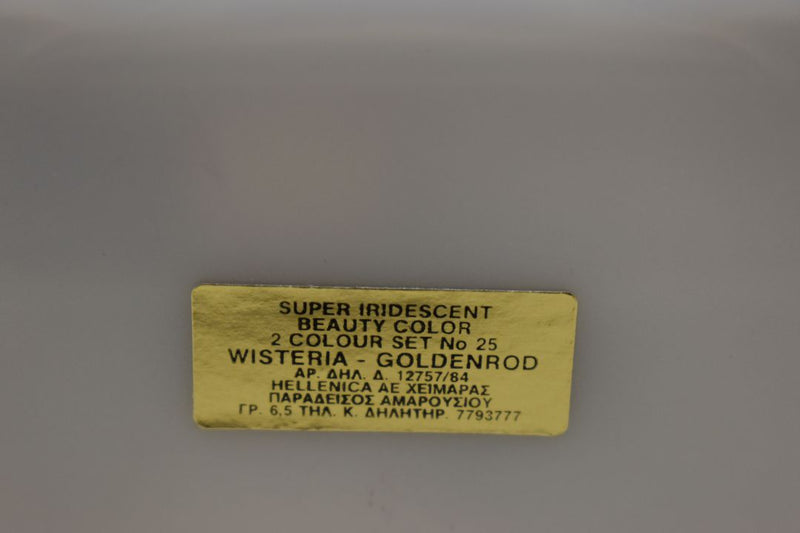 SUPER IRIDESCENT
BEAUTY COLOR
2 COLOUR SET No 25
WISTERIA - GOLDENROD
ΑΡ. ΔΗΛ. Δ. 12757/84
HELLENICA AE ΧΕΙΜΑΡΑΣ
ΠΑΡΑΔΕΙΣΟΣ ΑΜΑΡΟΥΣΙΟΥ
ΓΡ. 6,5 ΤΗΛ. Κ. ΔΗΛΗΤΗΡ. 7793777